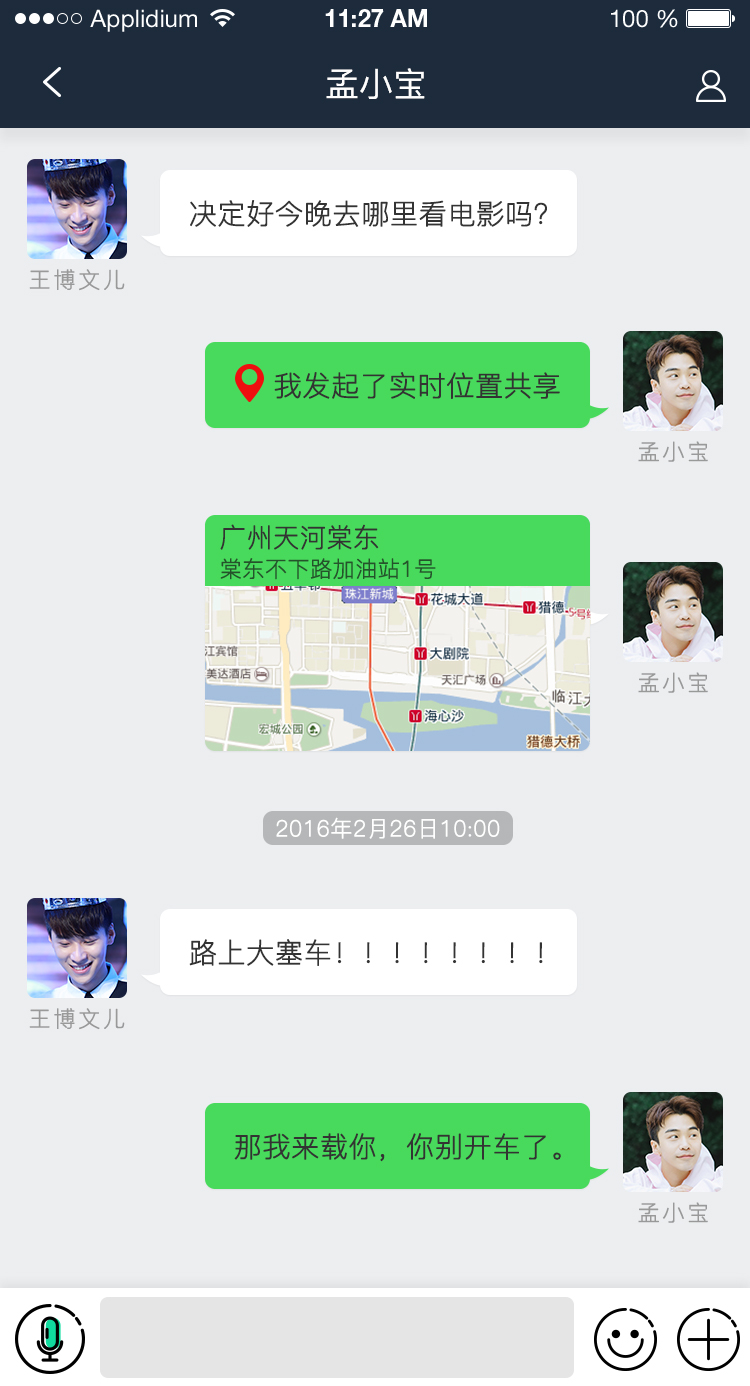 Applidium 11:27 AM 100 %
孟小宝
决定好今晚去哪里看电影吗?
王博文儿
我发起了实时位置共享
孟小宝
广州天河棠东
棠东不下路加油站1号
珠江新城
花城大道
猎德
5号线
江宾馆
大剧院
美达酒店
天汇广场
孟小宝
临江大
海心沙
宏城公园
猎德大桥
2016年2月26日10:00
路上大塞车!!!!!!!!
王博文儿
那我来载你，你别开车了。
孟小宝